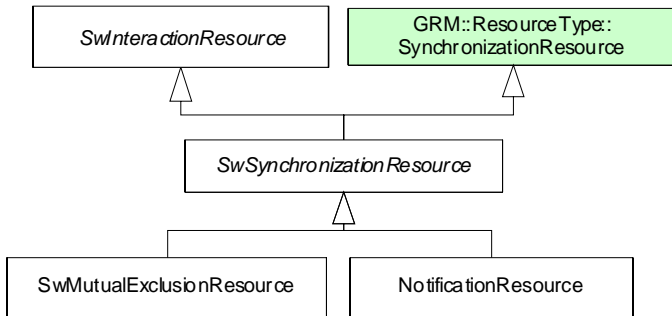 SwInteractionResource
GRM::ResourceType::
SynchronizationResource
SwSynchronizationResource
SwMutualExclusionResource
NotificationResource